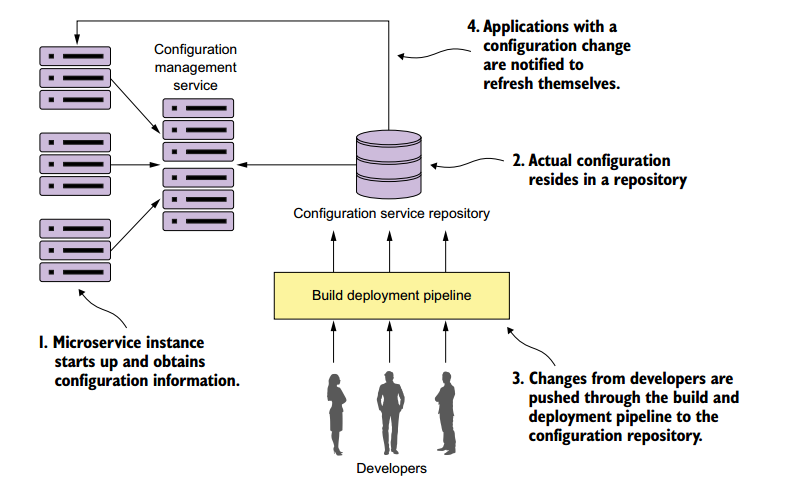 4. Applications with a
configuration change
are notified to
refresh themselves.
Configuration
management
service
2. Actual configuration
resides in a repository
Configuration service repository
Build deployment pipeline
1. Microservice instance
starts up and obtains
configuration information.
3. Changes from developers are
pushed through the build and
deployment pipeline to the
configuration repository.
Developers